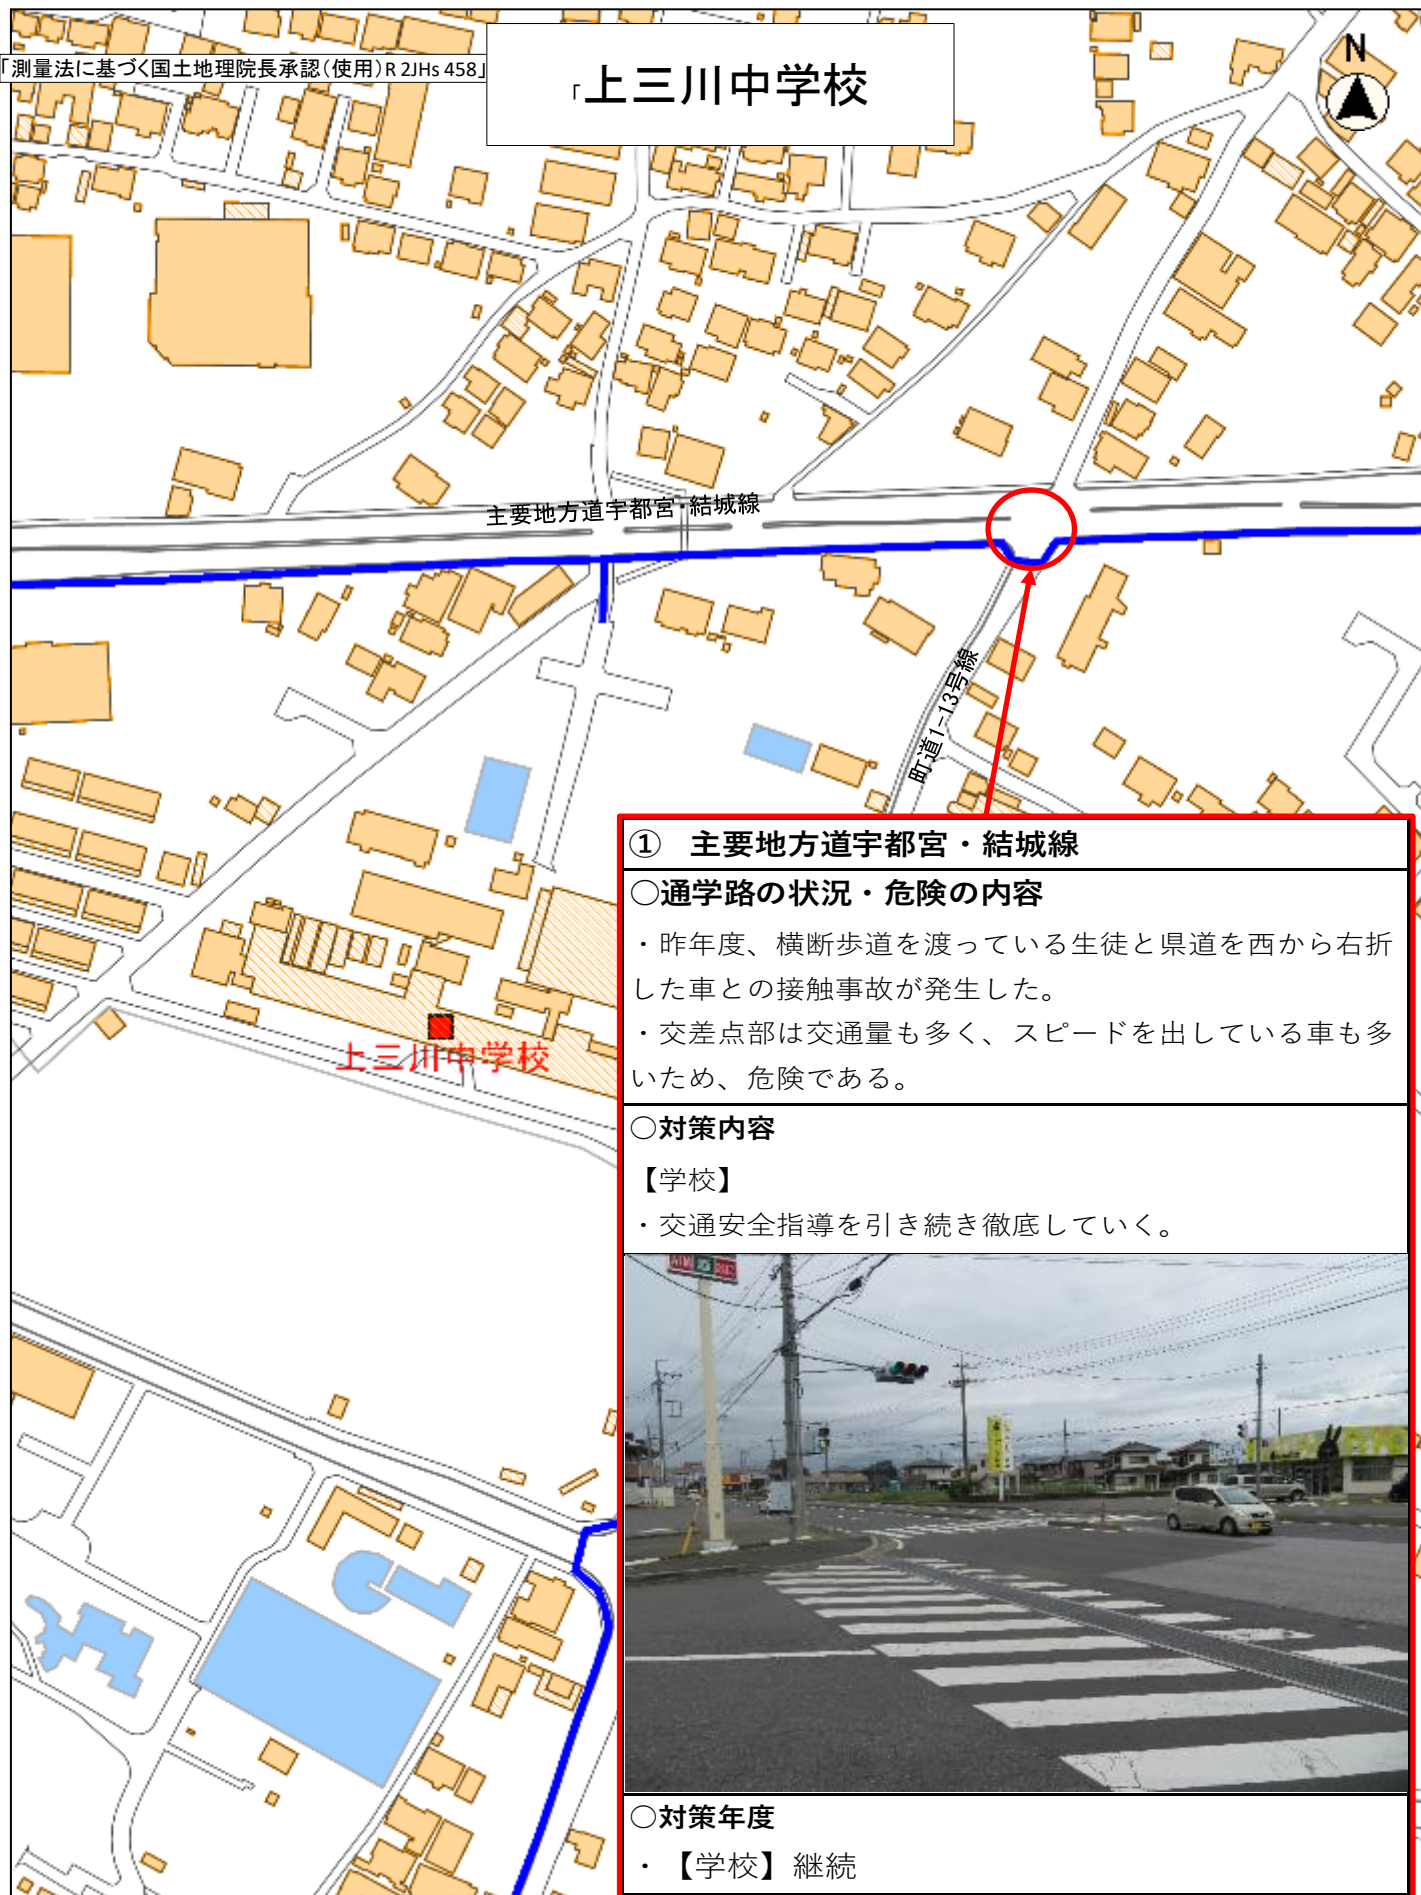 「測量法に基づく国土地理院長承認（使用）R 2JHs 458」
「上三川中学校
N
主要地方道宇都宮・結城線
町道1-13号線
① 主要地方道宇都宮・結城線
○通学路の状況・危険の内容
・昨年度、横断歩道を渡っている生徒と県道を西から右折
した車との接触事故が発生した。
・交差点部は交通量も多く、スピードを出している車も多
いため、危険である。
○対策内容
【学校】
・交通安全指導を引き続き徹底していく。
上三川中学校
ATM
○対策年度
・【学校】継続